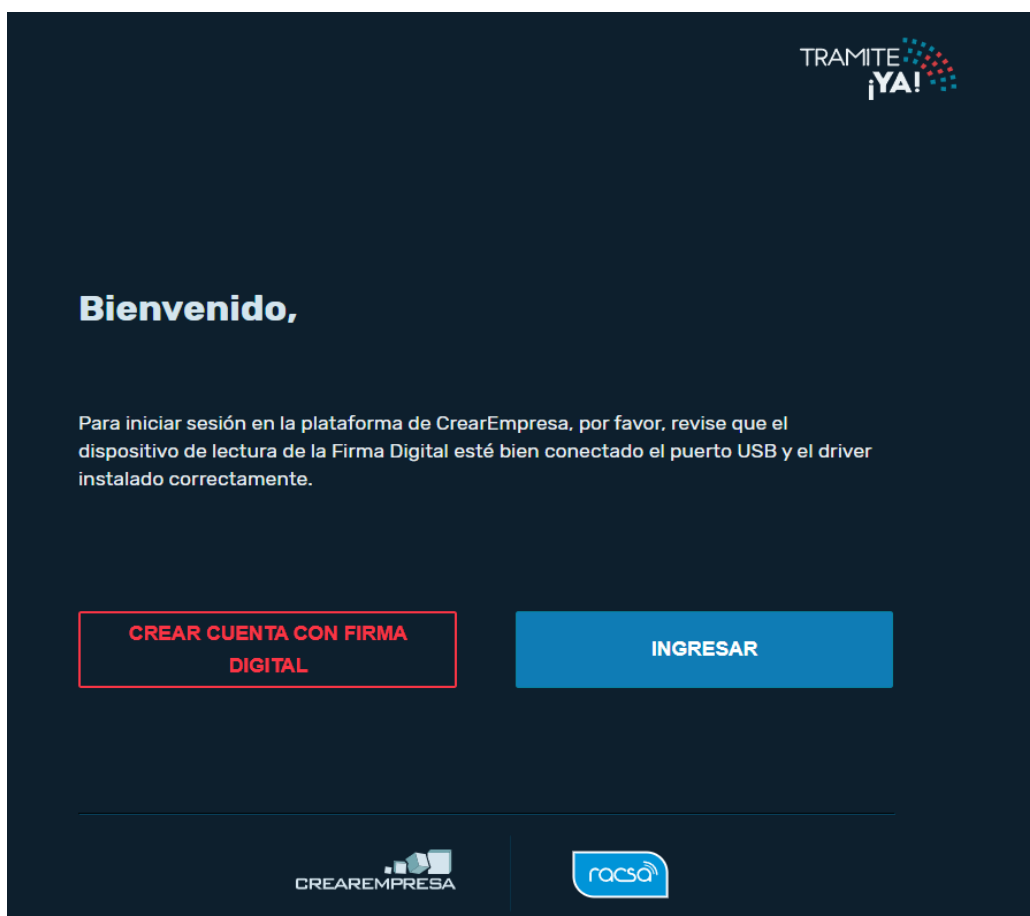 TRAMITE
¡YA!
Bienvenido,
Para iniciar sesión en la plataforma de CrearEmpresa, por favor, revise que el
dispositivo de lectura de la Firma Digital esté bien conectado el puerto USB y el driver
instalado correctamente.
CREAR CUENTA CON FIRMA
DIGITAL
INGRESAR
CREAREMPRESA
racsa